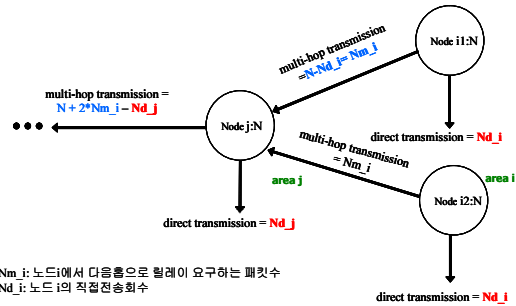 Node i1:N
multi-hop transmission
=N-Nd_i= Nm_i
multi-hop transmission =
N + 2*Nm_i – Nd_j
Node j:N
direct transmission = Nd_i
multi-hop transmission
= Nm_i
area j
area i
Node i2:N
direct transmission = Nd_j
Nm_i: 노드i에서 다음홉으로 릴레이 요구하는 패킷수
Nd_i: 노드 i의 직접전송회수
direct transmission = Nd_i